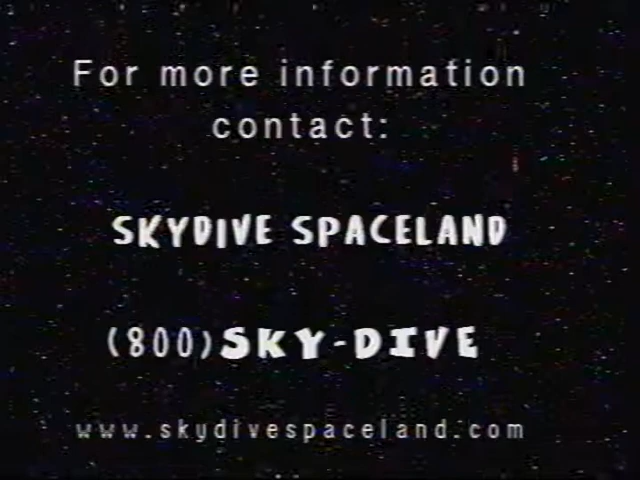 For more information
contact:
SKYDIVE SPACELAND
(800)SKY-DIVE
www.skydivespaceland.com